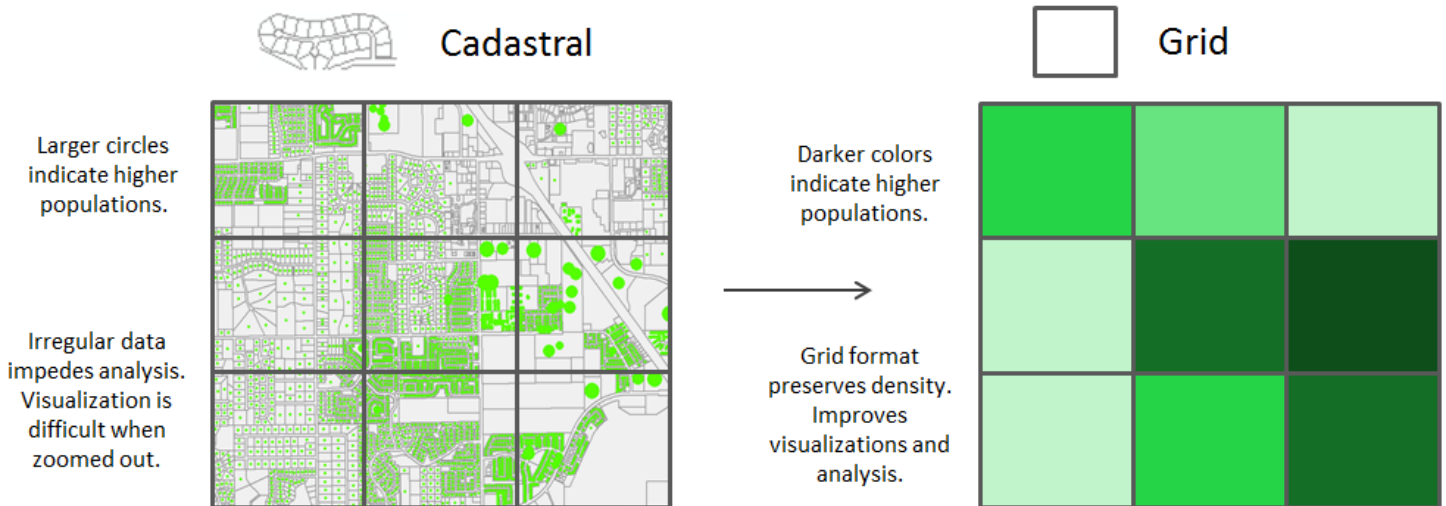 Cadastral
Grid
Larger circles
indicate higher
populations.
Irregular data
impedes analysis.
Visualization is
difficult when
zoomed out.
Darker colors
indicate higher
populations.
Grid format
preserves density.
Improves
visualizations and
analysis.